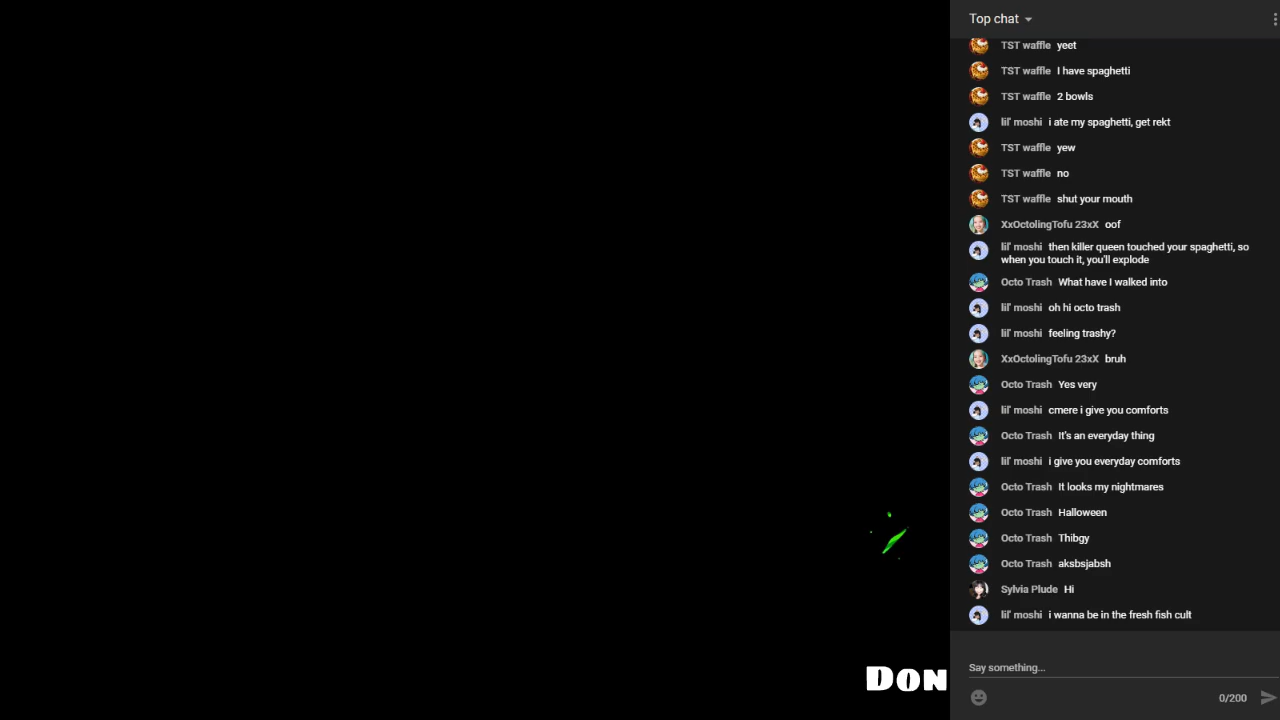 Top chat
TST waffle yeet
TST waffle I have spaghetti
TST waffle 2 bowls
lil' moshi i ate my spaghetti, get rekt
TST waffle yew
TST waffle no
TST waffle shut your mouth
XxOctolingTofu 23xX oof
lil' moshi then killer queen touched your spaghetti, so
when you touch it, you'll explode
Octo Trash What have I walked into
lil' moshi oh hi octo trash
lil' moshi feeling trashy?
XxOctolingTofu 23xX bruh
Octo Trash Yes very
lil' moshi cmere i give you comforts
Octo Trash It's an everyday thing
lil' moshi i give you everyday comforts
Octo Trash It looks my nightmares
Octo Trash Halloween
Octo Trash Thibgy
Octo Trash aksbsjabsh
Sylvia Plude Hi
lil' moshi i wanna be in the fresh fish cult
Say something...
0/200
Don